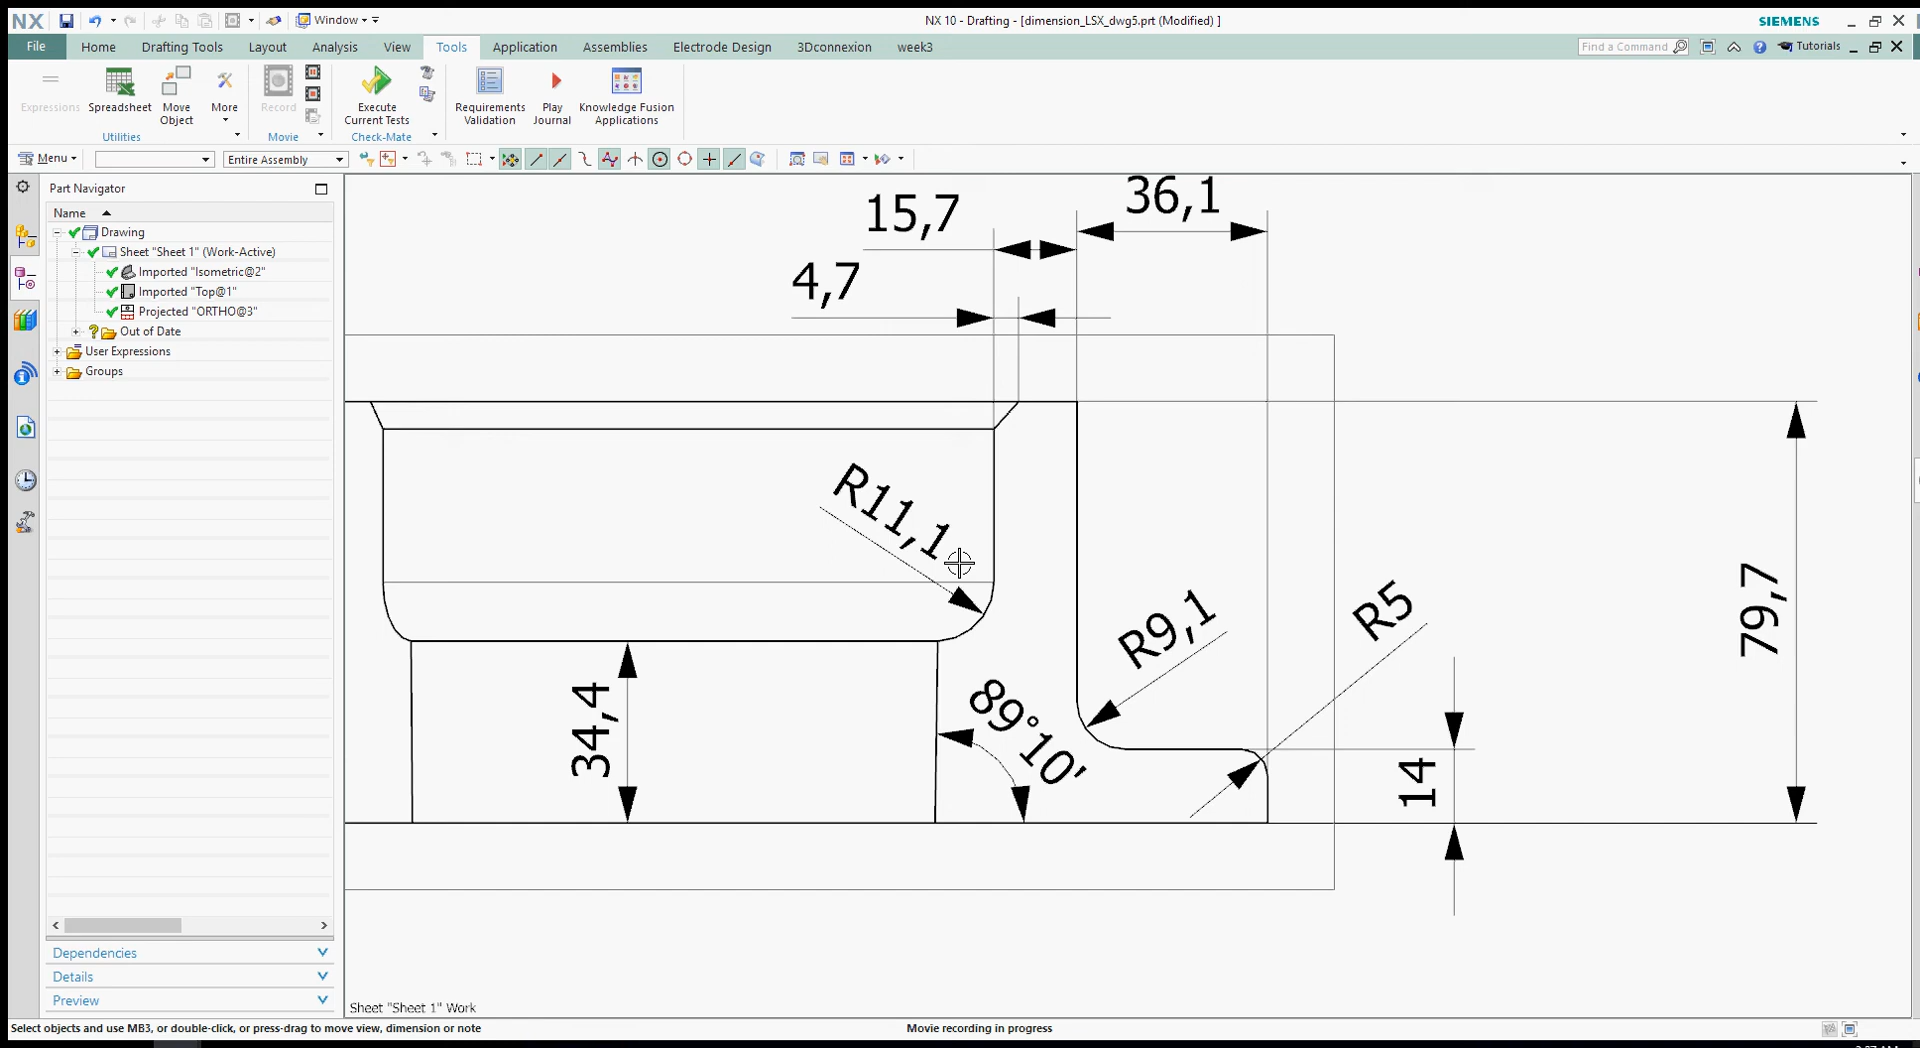 NX
Window
NX 10 - Drafting - [dimension_LSX_dwg5.prt (Modified) ]
SIEMENS
File Home Drafting Tools Layout Analysis View Tools Application Assemblies Electrode Design 3Dconnexion week3
Find a Command
Tutorials
Expressions Spreadsheet Move Object More
Record
Execute Current Tests
Requirements Validation
Play Journal
Knowledge Fusion Applications
Utilities Movie Check-Mate
Menu Entire Assembly
Part Navigator
Name
Drawing
Sheet "Sheet 1" (Work-Active)
Imported "Isometric@2"
Imported "Top@1"
Projected "ORTHO@3"
Out of Date
User Expressions
Groups
Dependencies
Details
Preview
36,1
15,7
4,7
R11,1
R9,1
R5
79,7
34,4
89°10'
14
Sheet "Sheet 1" Work
Select objects and use MB3, or double-click, or press-drag to move view, dimension or note
Movie recording in progress